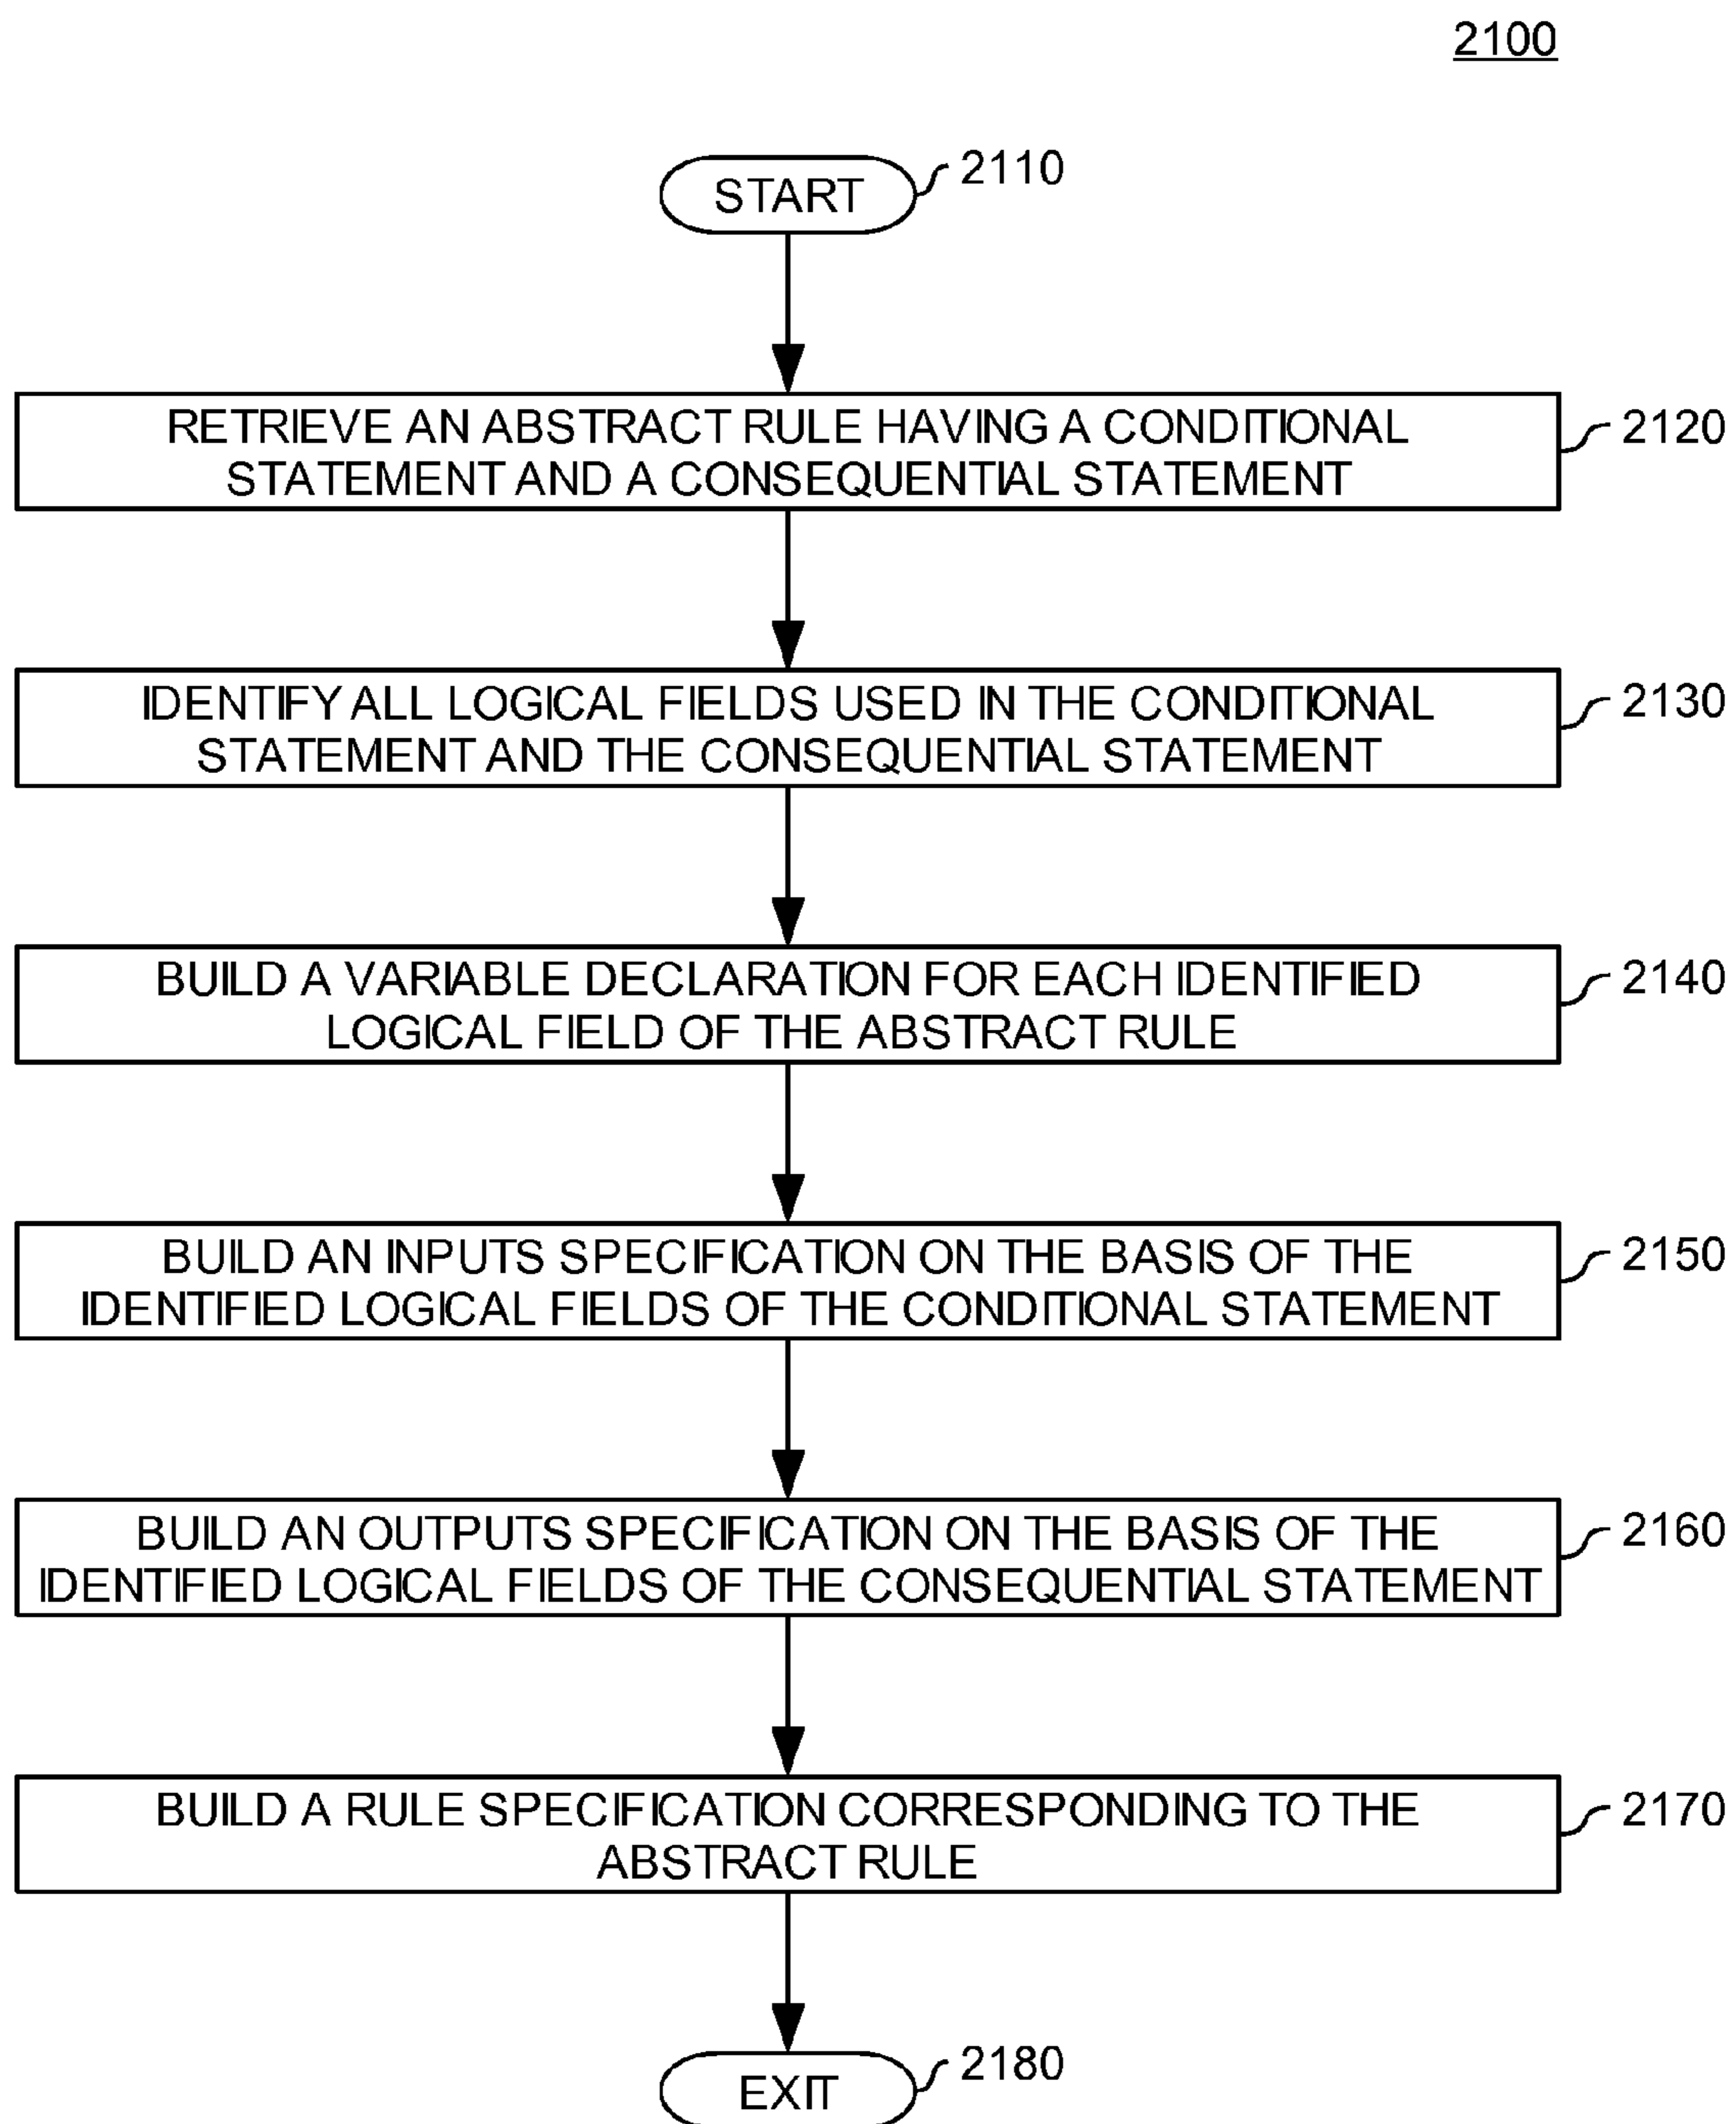 2100
START
2110
RETRIEVE AN ABSTRACT RULE HAVING A CONDITIONAL
STATEMENT AND A CONSEQUENTIAL STATEMENT
2120
IDENTIFY ALL LOGICAL FIELDS USED IN THE CONDITIONAL
STATEMENT AND THE CONSEQUENTIAL STATEMENT
2130
BUILD A VARIABLE DECLARATION FOR EACH IDENTIFIED
LOGICAL FIELD OF THE ABSTRACT RULE
2140
BUILD AN INPUTS SPECIFICATION ON THE BASIS OF THE
IDENTIFIED LOGICAL FIELDS OF THE CONDITIONAL STATEMENT
2150
BUILD AN OUTPUTS SPECIFICATION ON THE BASIS OF THE
IDENTIFIED LOGICAL FIELDS OF THE CONSEQUENTIAL STATEMENT
2160
BUILD A RULE SPECIFICATION CORRESPONDING TO THE
ABSTRACT RULE
2170
EXIT
2180